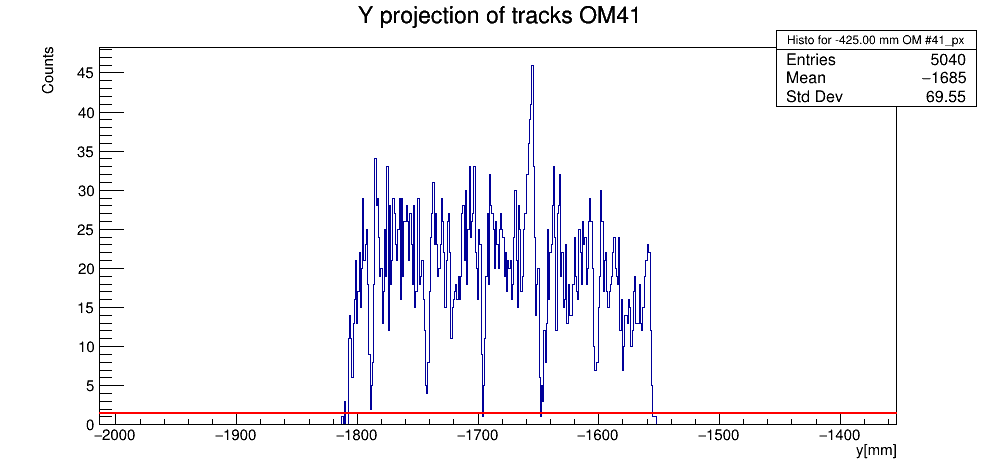 Y projection of tracks OM41
Histo for -425.00 mm OM #41_px
Entries 5040
Mean −1685
Std Dev 69.55
Counts
45
40
35
30
25
20
15
10
5
0
−2000 −1900 −1800 −1700 −1600 −1500 −1400
y[mm]